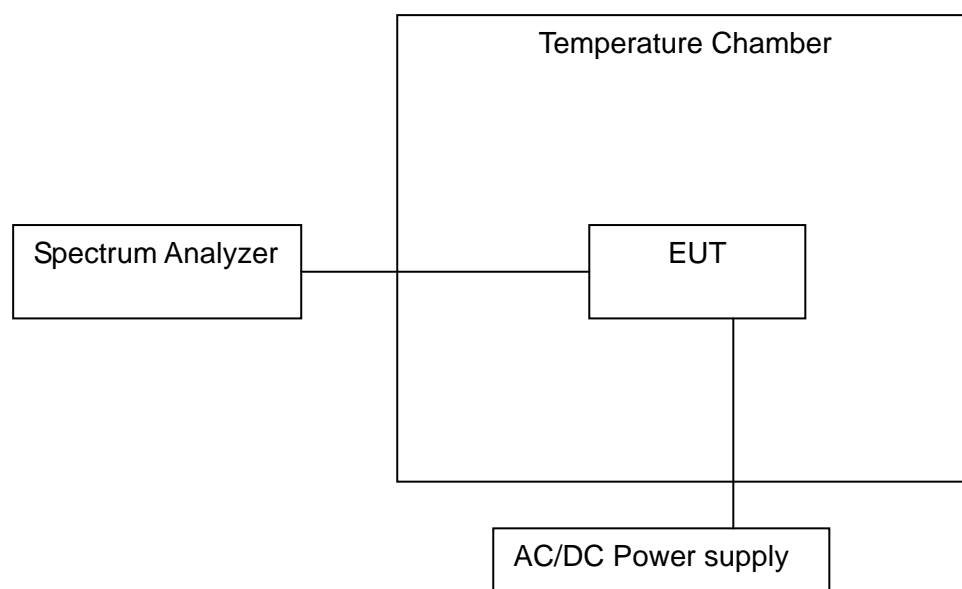 Temperature Chamber
Spectrum Analyzer
EUT
AC/DC Power supply